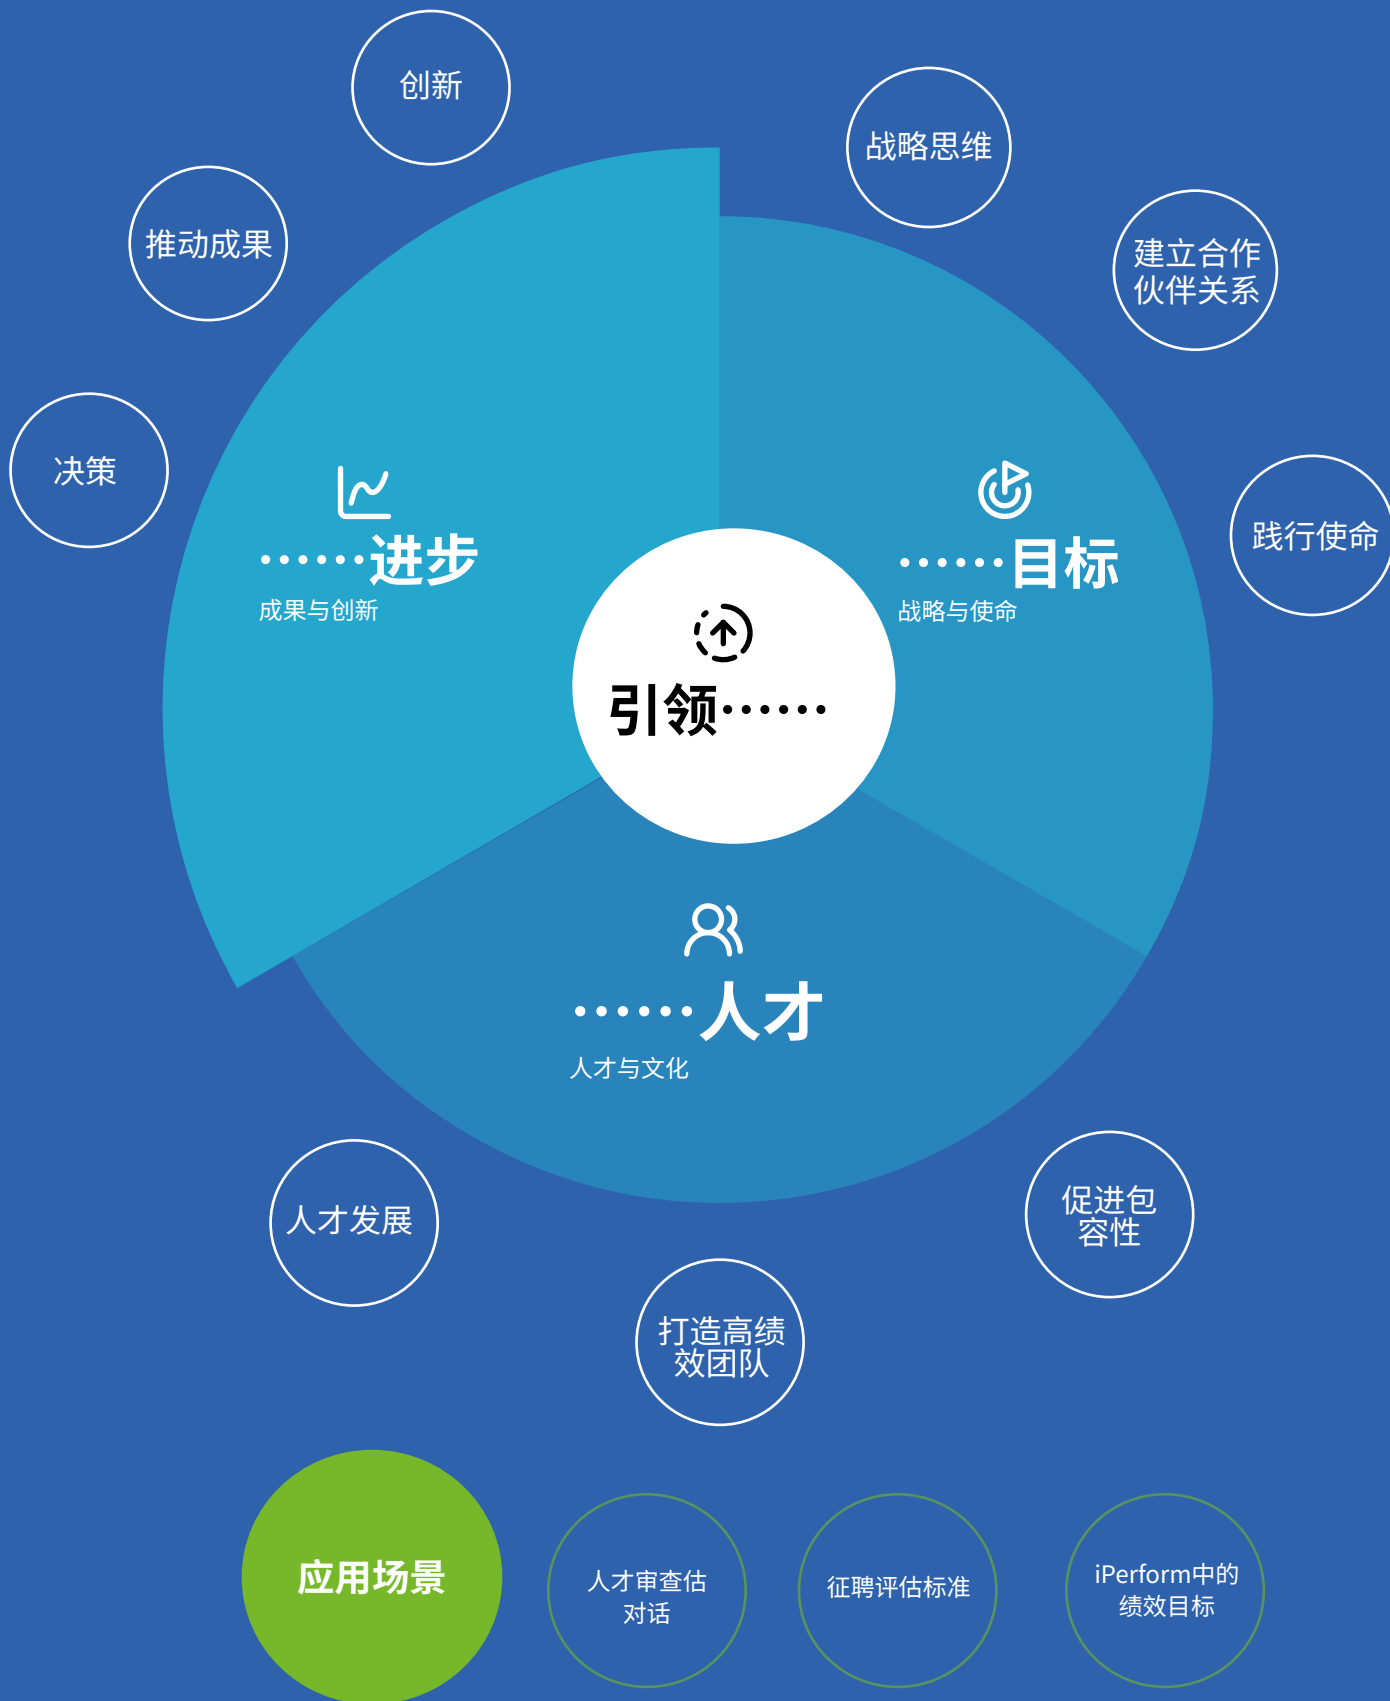 创新
战略思维
推动成果
建立合作
伙伴关系
决策
践行使命
······进步
成果与创新
······目标
战略与使命
引领······
······人才
人才与文化
人才发展
促进包
容性
打造高绩
效团队
应用场景
人才审查估
对话
征聘评估标准
iPerform中的
绩效目标